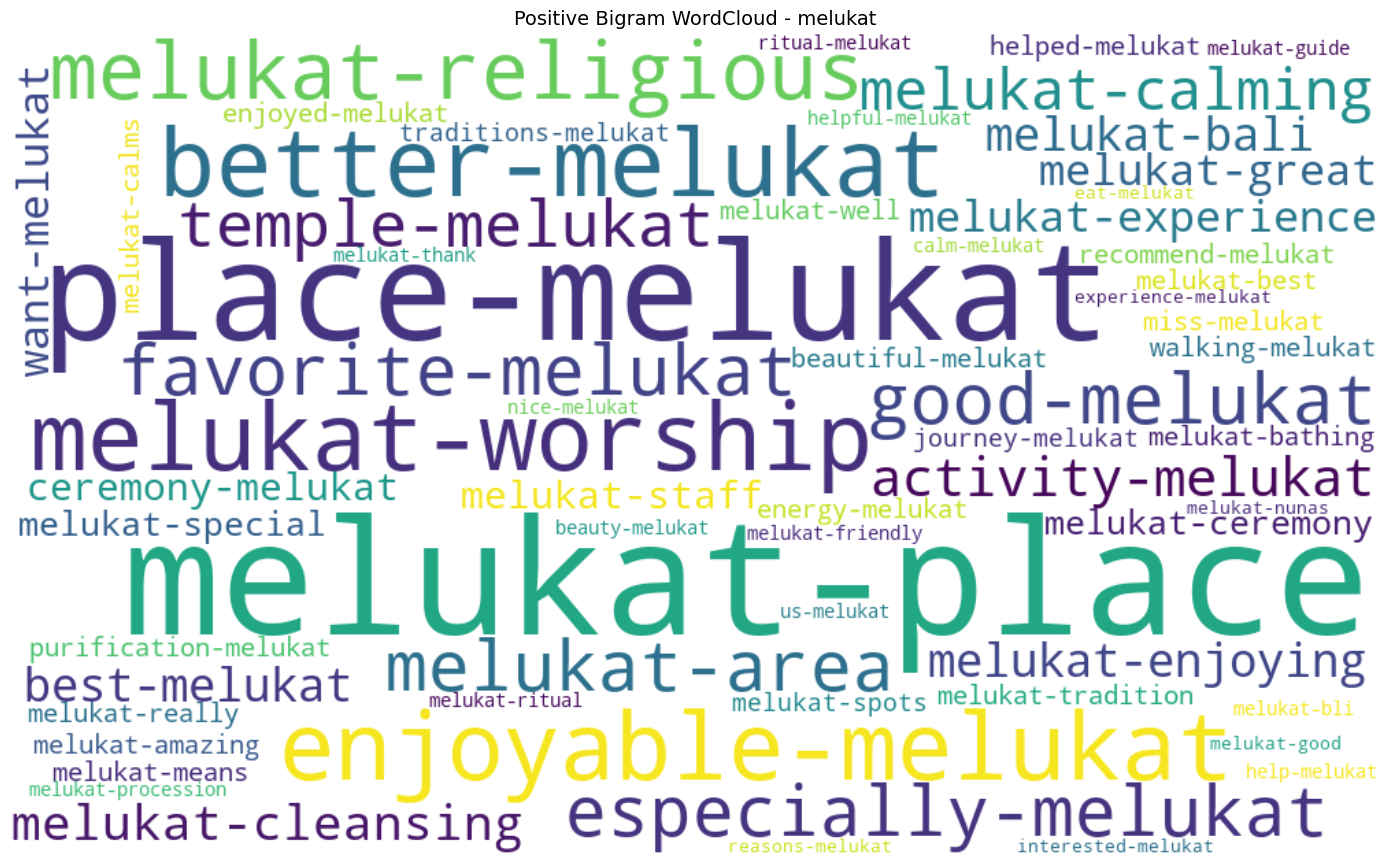 Positive Bigram WordCloud - melukat
melukat-religious
ritual-melukat
helped-melukat
melukat-guide
want-melukat
melukat-calming
enjoyed-melukat
melukat-calms
traditions-melukat
helpful-melukat
melukat-bali
better-melukat
melukat-great
eat-melukat
temple-melukat
melukat-well
melukat-experience
melukat-thank
calm-melukat
recommend-melukat
place-melukat
melukat-best
experience-melukat
miss-melukat
favorite-melukat
beautiful-melukat
walking-melukat
good-melukat
nice-melukat
melukat-worship
journey-melukat
melukat-bathing
activity-melukat
ceremony-melukat
melukat-staff
energy-melukat
melukat-nunas
melukat-special
beauty-melukat
melukat-friendly
melukat-ceremony
melukat-place
us-melukat
purification-melukat
melukat-area
melukat-enjoying
best-melukat
melukat-ritual
melukat-spots
melukat-tradition
melukat-really
melukat-bli
melukat-amazing
enjoyable-melukat
melukat-good
melukat-means
help-melukat
melukat-procession
melukat-cleansing
especially-melukat
reasons-melukat
interested-melukat